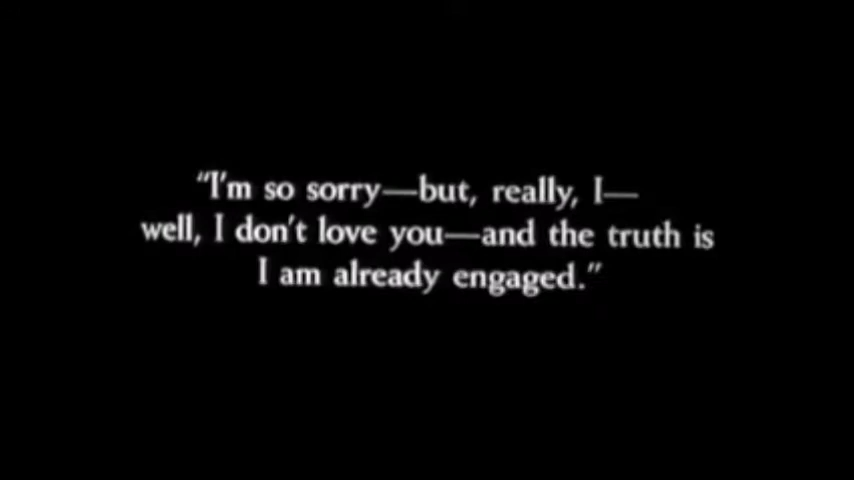 “I'm so sorry—but, really, I—
well, I don't love you—and the truth is
I am already engaged.”